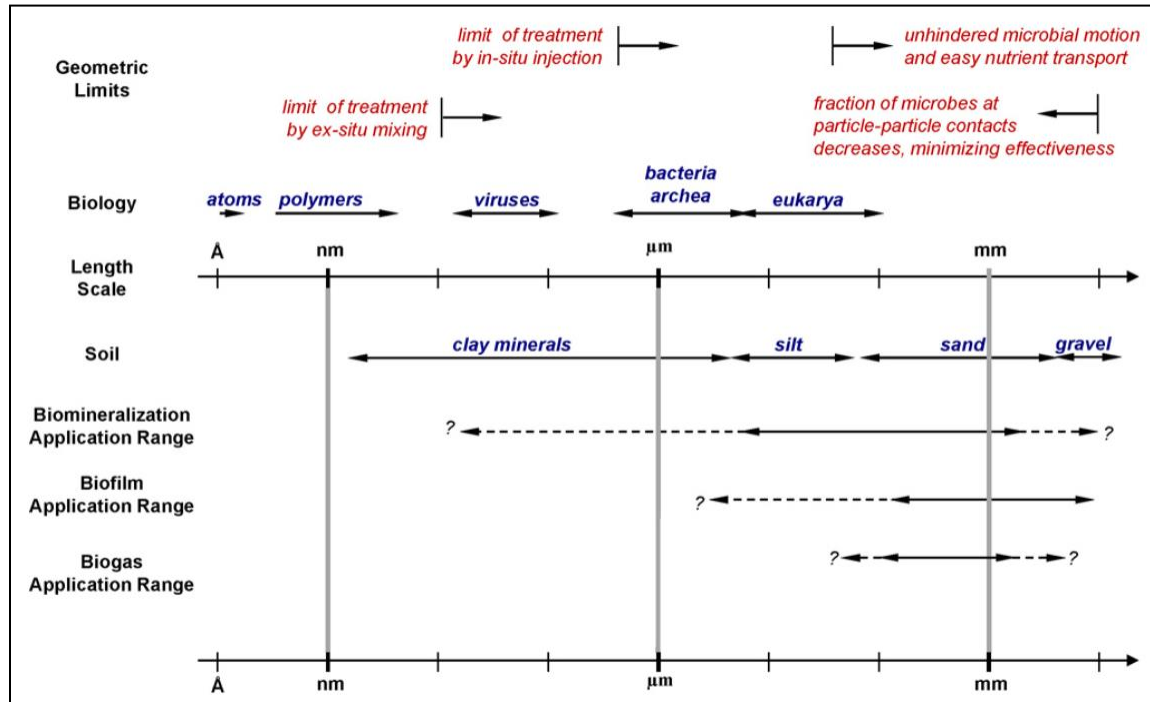 limit of treatment
by in-situ injection
unhindered microbial motion
and easy nutrient transport
Geometric
Limits
limit of treatment
by ex-situ mixing
fraction of microbes at
particle-particle contacts
decreases, minimizing effectiveness
Biology
atoms
polymers
viruses
bacteria
archea
eukarya
Length
Scale
Å
nm
µm
mm
Soil
clay minerals
silt
sand
gravel
Biomineralization
Application Range
?
?
Biofilm
Application Range
?
Biogas
Application Range
?
?
Å
nm
µm
mm